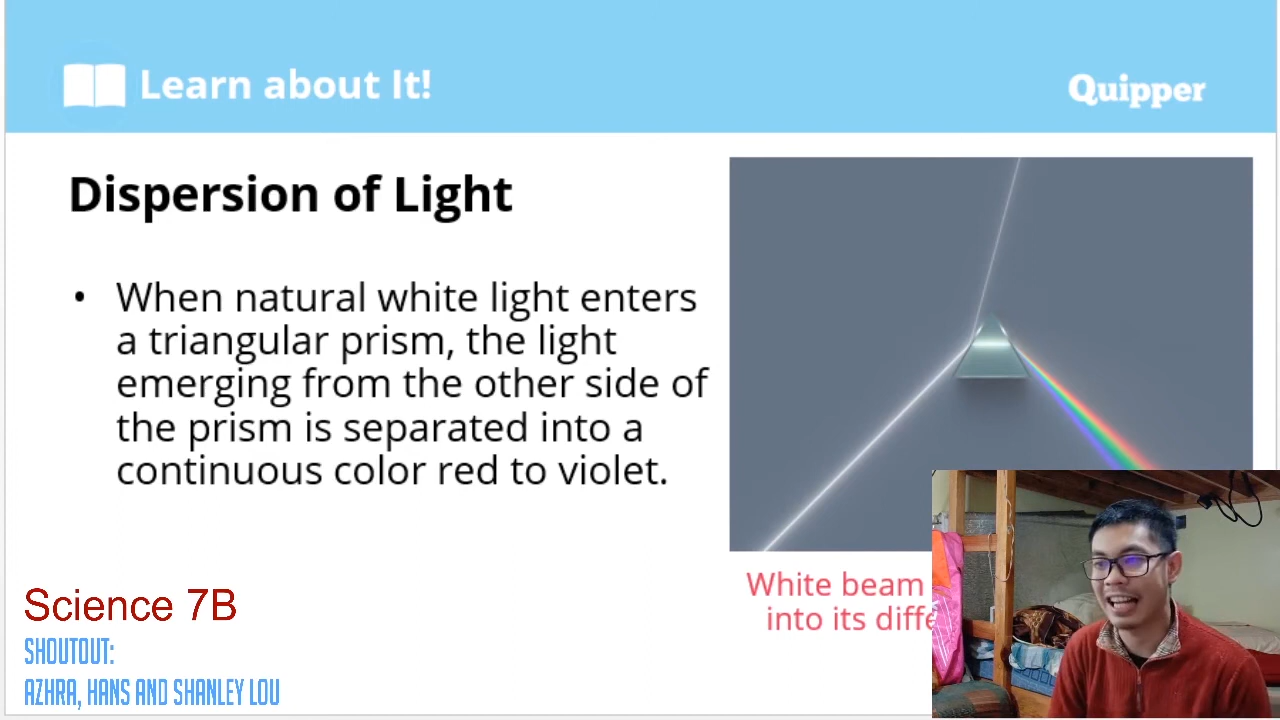 Learn about It!
Quipper
Dispersion of Light
• When natural white light enters
a triangular prism, the light
emerging from the other side of
the prism is separated into a
continuous color red to violet.
White beam
into its diffe
Science 7B
SHOUTOUT:
AZHRA, HANS AND SHANLEY LOU